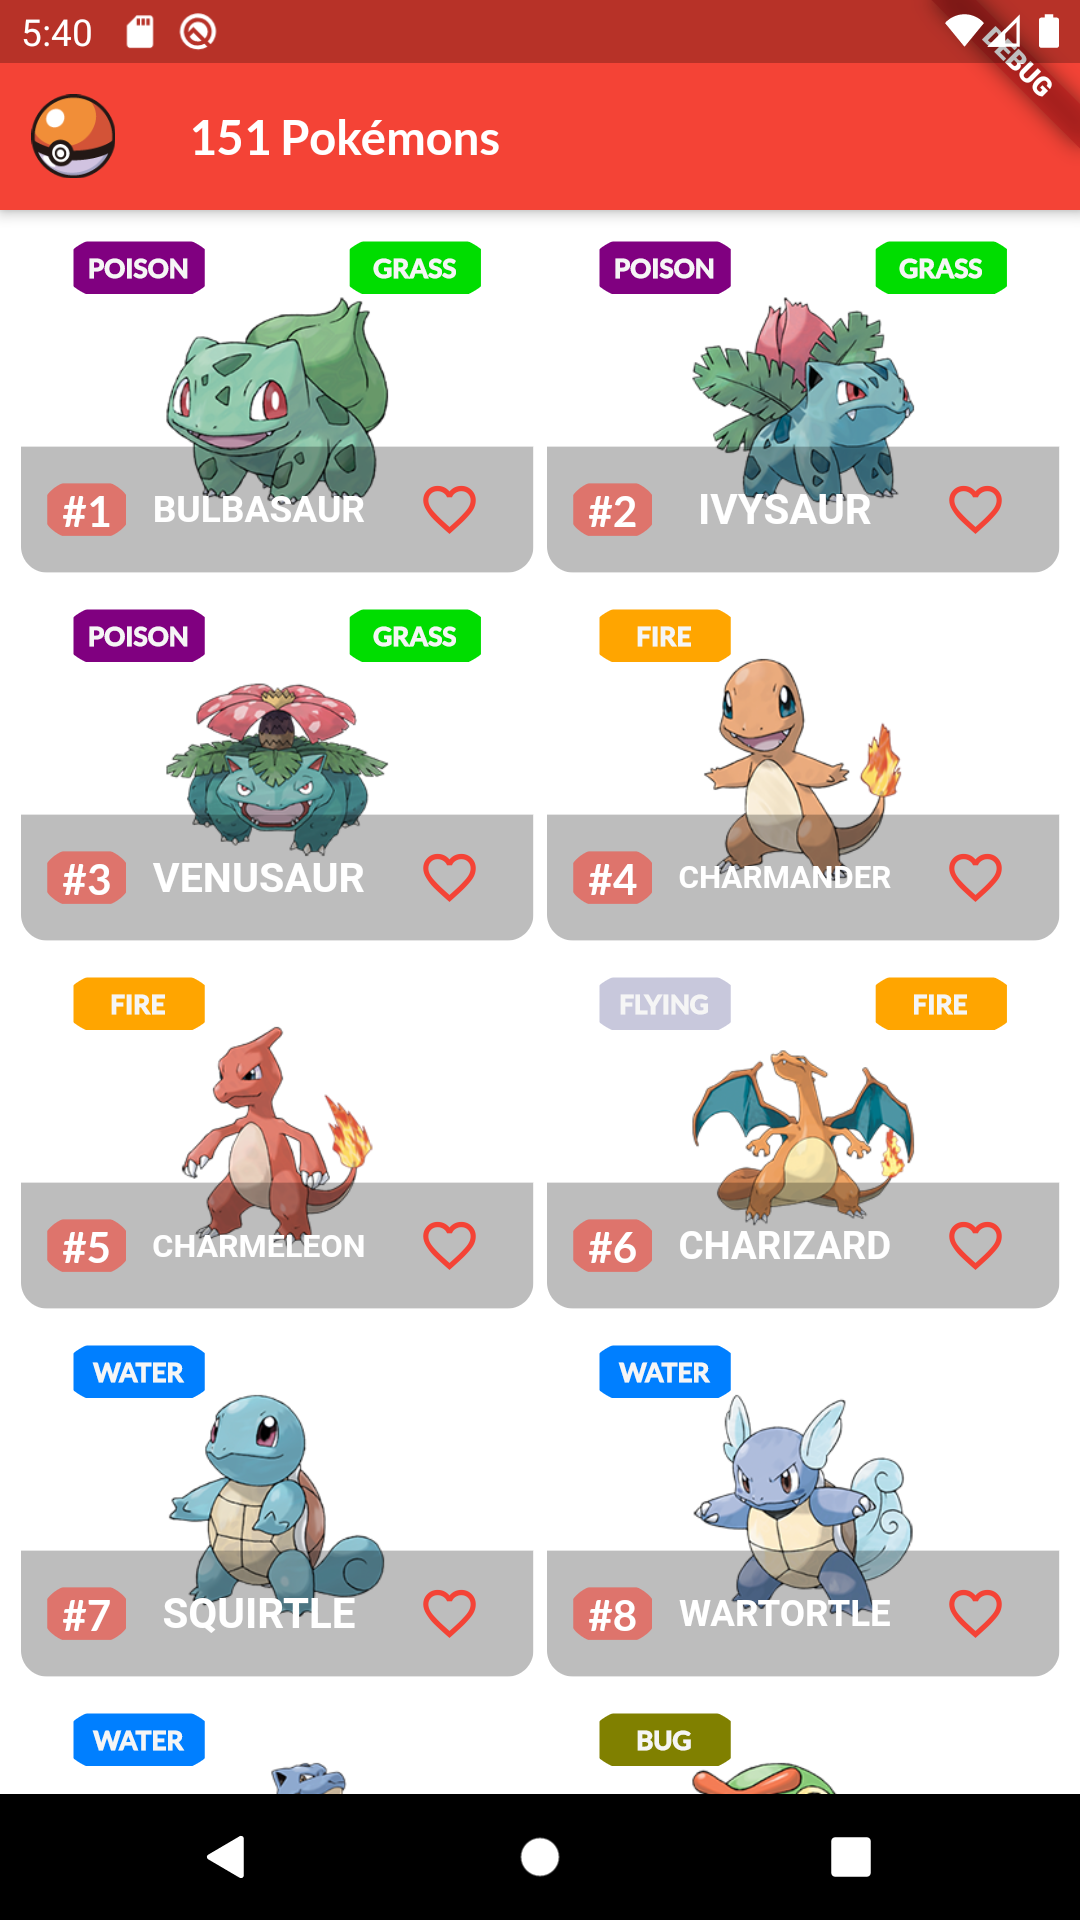 5:40
DEBUG
151 Pokémons
POISON GRASS POISON GRASS
#1 BULBASAUR #2 IVYSAUR
POISON GRASS FIRE
#3 VENUSAUR #4 CHARMANDER
FIRE FLYING FIRE
#5 CHARMELEON #6 CHARIZARD
WATER WATER
#7 SQUIRTLE #8 WARTORTLE
WATER BUG